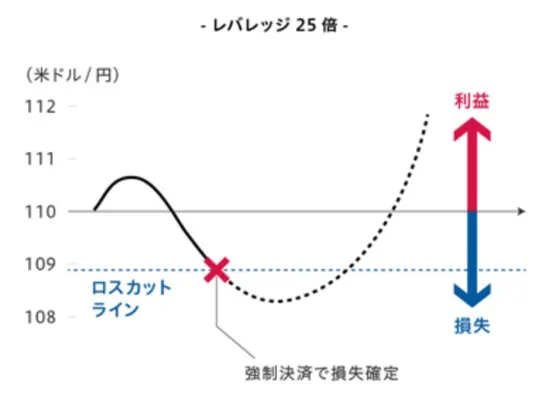 - レバレッジ 25 倍 -
（米ドル / 円）
112
利益
111
110
109
ロスカット
ライン
108
損失
強制決済で損失確定